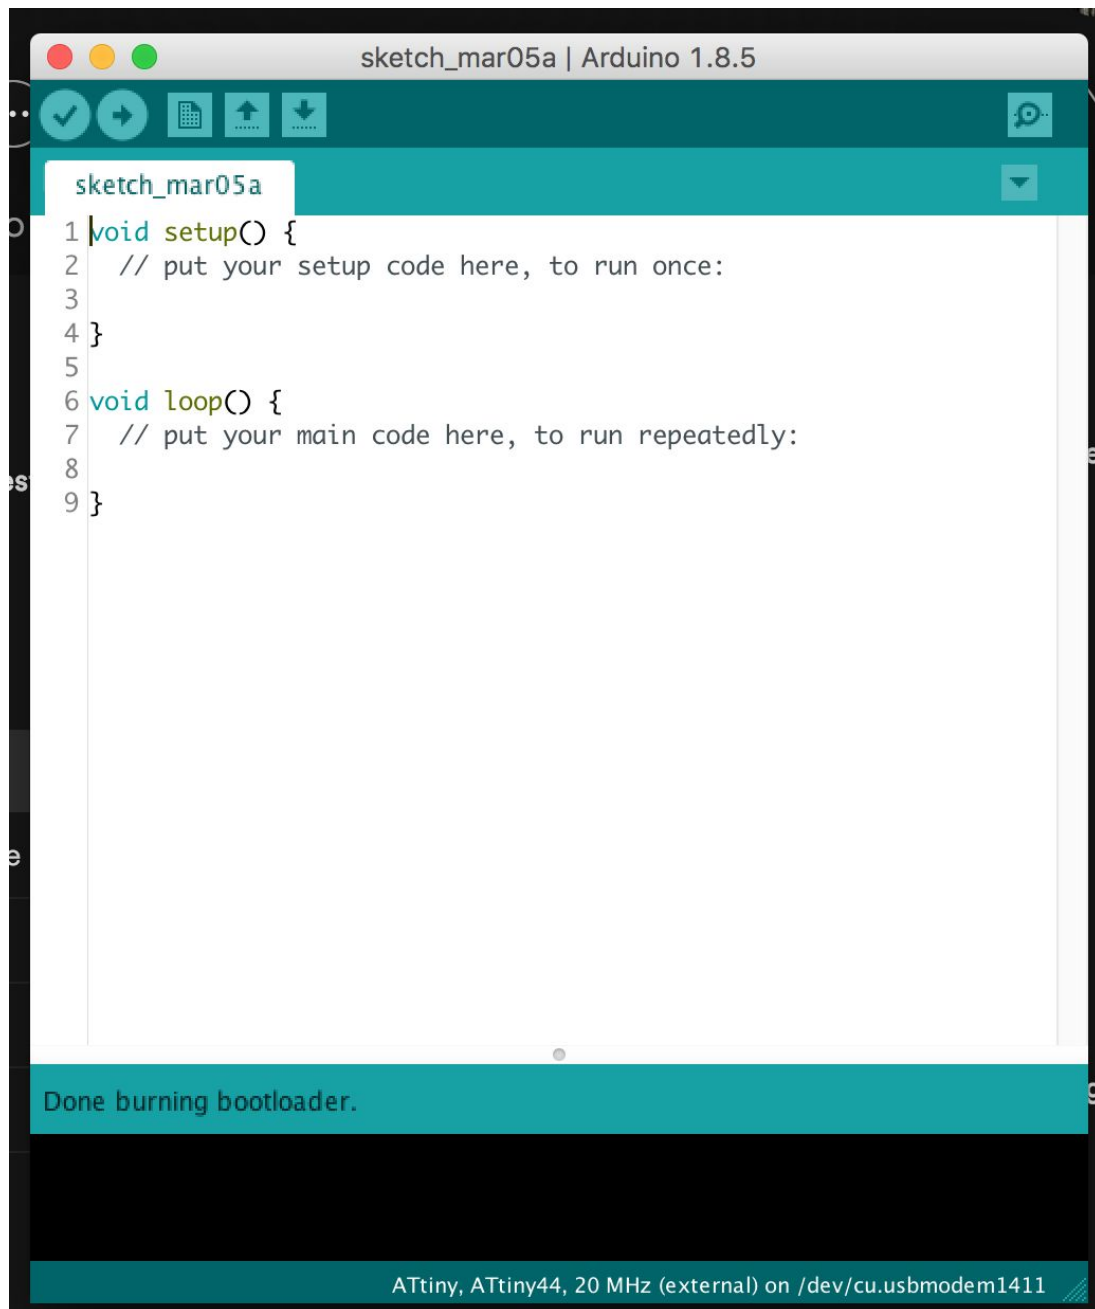 sketch_mar05a | Arduino 1.8.5
sketch_mar05a
1 void setup() {
2   // put your setup code here, to run once:
3
4 }
5
6 void loop() {
7   // put your main code here, to run repeatedly:
8
9 }
Done burning bootloader.
ATtiny, ATtiny44, 20 MHz (external) on /dev/cu.usbmodem1411